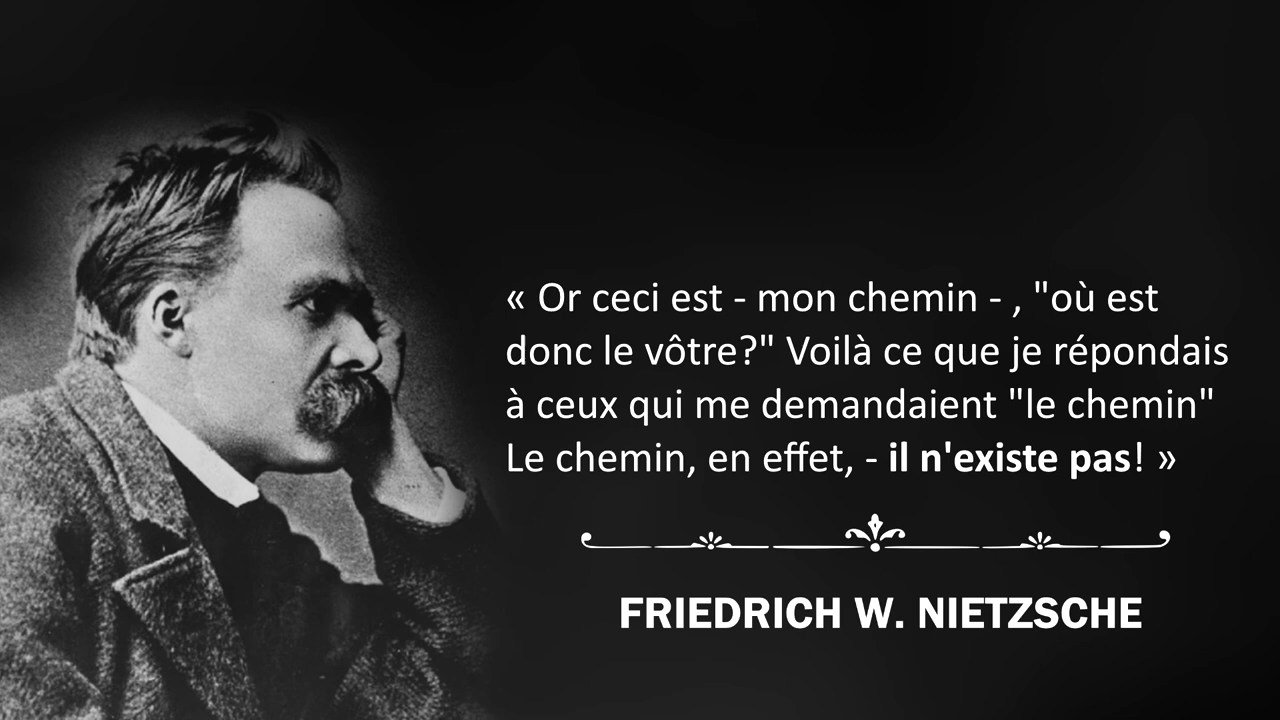 « Or ceci est - mon chemin - , "où est
donc le vôtre?" Voilà ce que je répondais
à ceux qui me demandaient "le chemin"
Le chemin, en effet, - il n'existe pas! »
FRIEDRICH W. NIETZSCHE